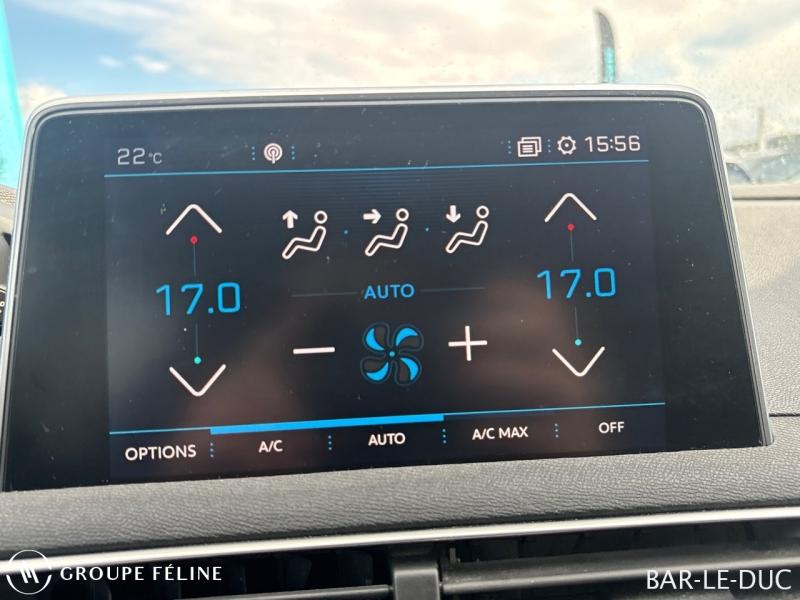 22°C 15:56
17.0 17.0
AUTO
OPTIONS A/C AUTO A/C MAX OFF
GROUPE FÉLINE BAR-LE-DUC